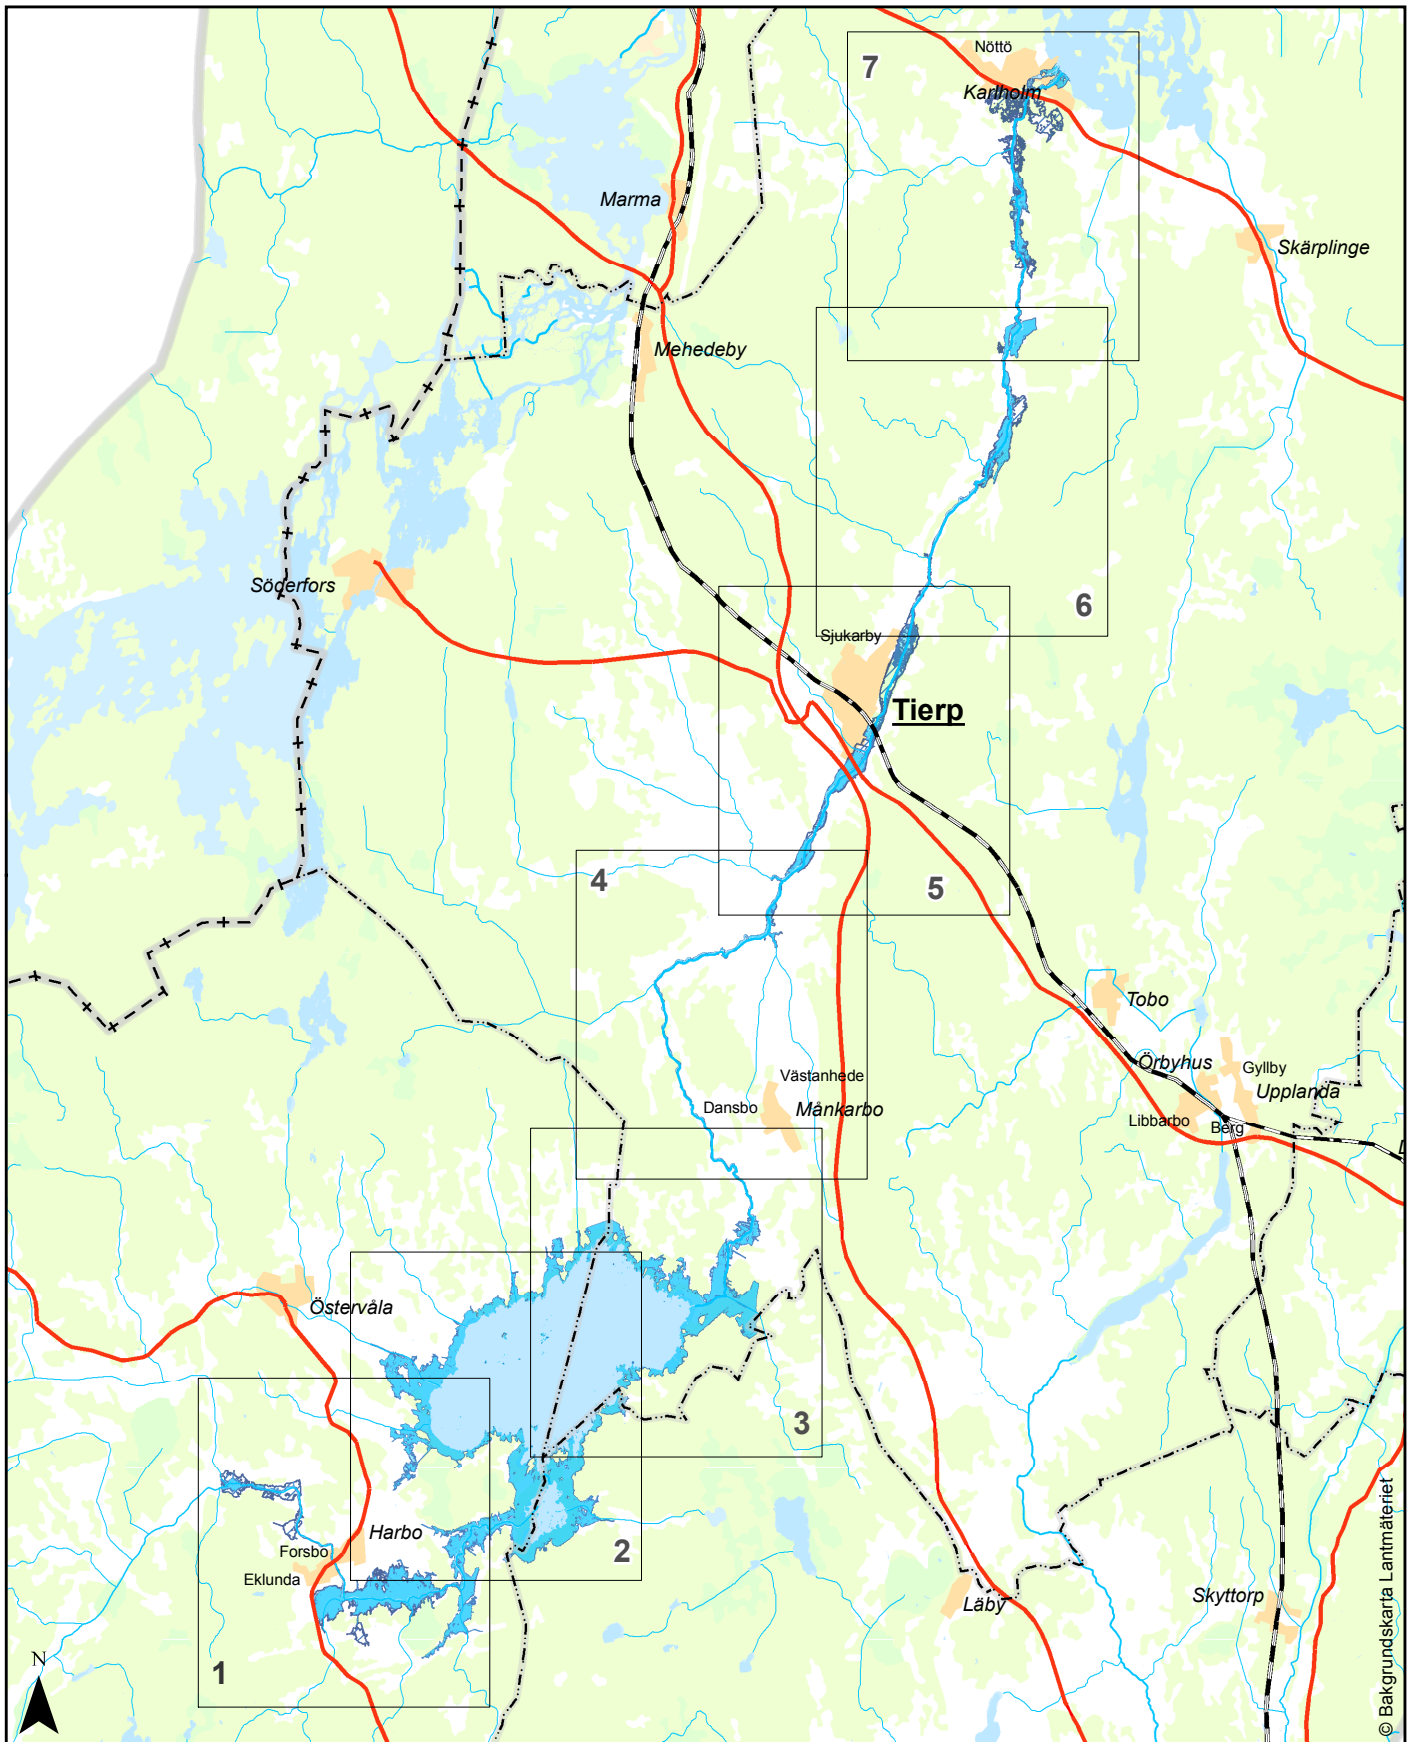 Nöttö
7
Karlholm
Marma
Skärplinge
Mehedeby
Söderfors
6
Sjukarby
Tierp
4
5
Tobo
Örbyhus
Gyllby
Västanhede
Upplanda
Dansbo
Månkarbo
Libbarbo
Berg
Östervåla
3
Harbo
Forsbo
2
Eklunda
Skyttorp
Läby
1
N
© Bakgrundskarta Lantmäteriet